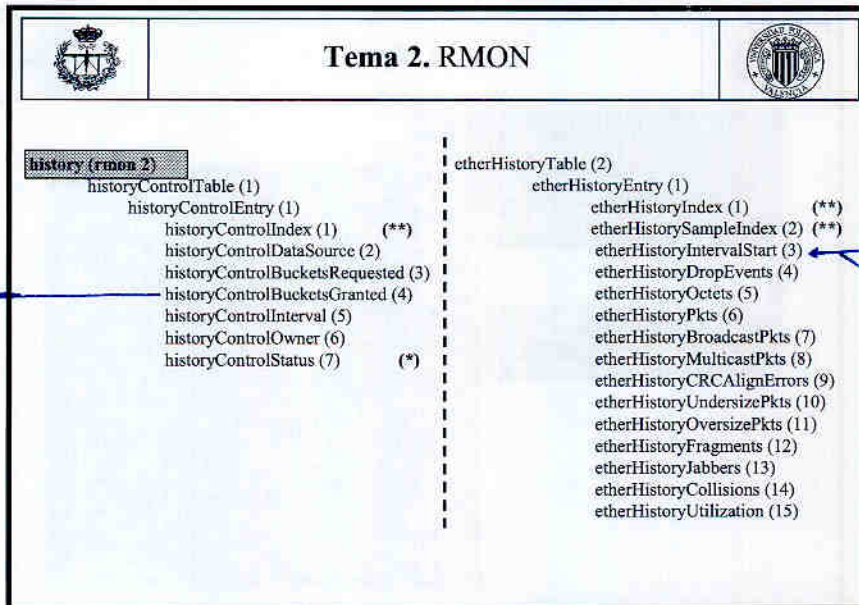 Tema 2. RMON
UNIVERSIDAD POLITECNICA
VALENCIA
history (rmon 2)
historyControlTable (1)
historyControlEntry (1)
historyControlIndex (1) (**)
historyControlDataSource (2)
historyControlBucketsRequested (3)
historyControlBucketsGranted (4)
historyControlInterval (5)
historyControlOwner (6)
historyControlStatus (7) (*)
etherHistoryTable (2)
etherHistoryEntry (1)
etherHistoryIndex (1) (**)
etherHistorySampleIndex (2) (**)
etherHistoryIntervalStart (3)
etherHistoryDropEvents (4)
etherHistoryOctets (5)
etherHistoryPkts (6)
etherHistoryBroadcastPkts (7)
etherHistoryMulticastPkts (8)
etherHistoryCRCAlignErrors (9)
etherHistoryUndersizePkts (10)
etherHistoryOversizePkts (11)
etherHistoryFragments (12)
etherHistoryJabbers (13)
etherHistoryCollisions (14)
etherHistoryUtilization (15)